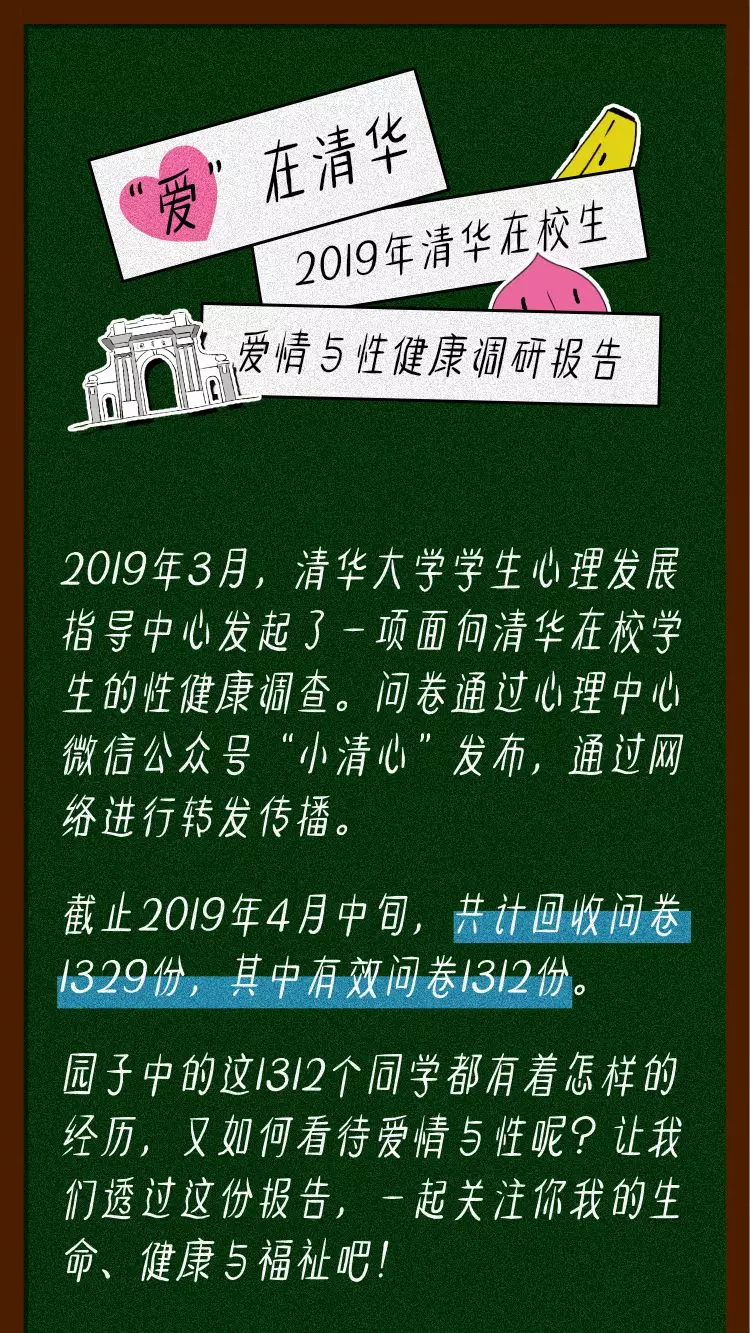 “爱”在清华
2019年清华在校生
爱情与性健康调研报告
2019年3月，清华大学学生心理发展
指导中心发起了一项面向清华在校学
生的性健康调查。问卷通过心理中心
微信公众号“小清心”发布，通过网
络进行转发传播。
截止2019年4月中旬，共计回收问卷
1329份，其中有效问卷1312份。
园子中的这1312个同学都有着怎样的
经历，又如何看待爱情与性呢？让我
们透过这份报告，一起关注你我的生
命、健康与福祉吧！